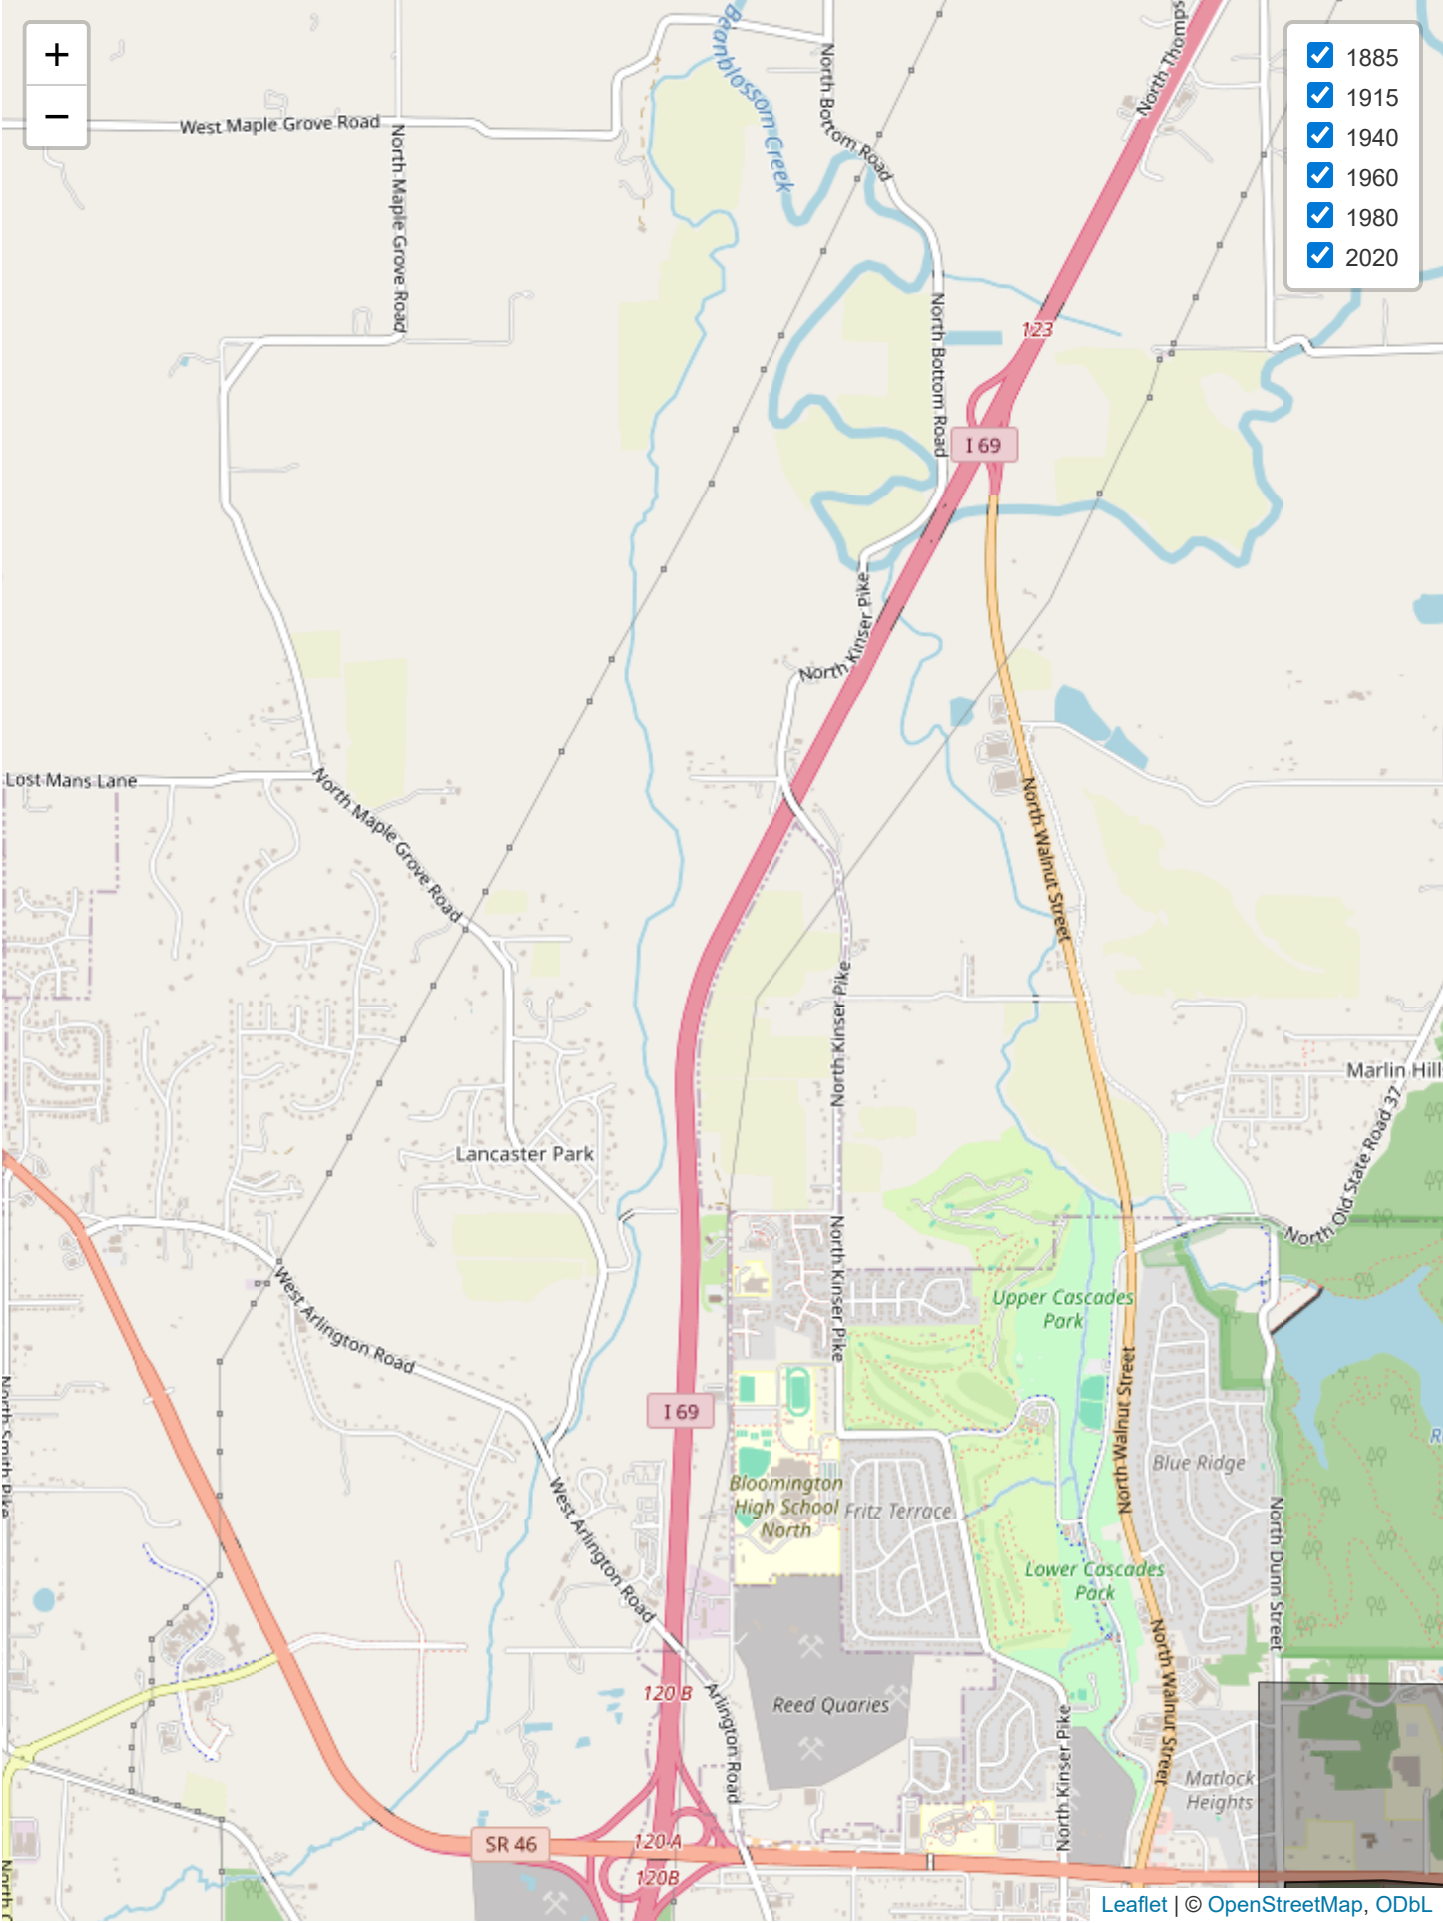 +
−
1885
1915
1940
1960
1980
2020
Beanblossom Creek
North Bottom Road
West Maple Grove Road
North Maple Grove Road
North Bottom Road
123
I 69
North Kinser Pike
North Kinser Pike
Lost Mans Lane
North Maple Grove Road
North Walnut Street
North Kinser Pike
Marlin Hill
North Old State Road 37
Lancaster Park
North Kinser Pike
Upper Cascades
Park
West Arlington Road
North Walnut Street
I 69
Blue Ridge
Bloomington
High School
North
Fritz Terrace
North Smith Pike
West Arlington Road
North Dunn Street
Lower Cascades
Park
North Walnut Street
120 B
Reed Quaries
Arlington Road
North Kinser Pike
Matlock
Heights
SR 46
120 A
120B
Leaflet | © OpenStreetMap, ODbL